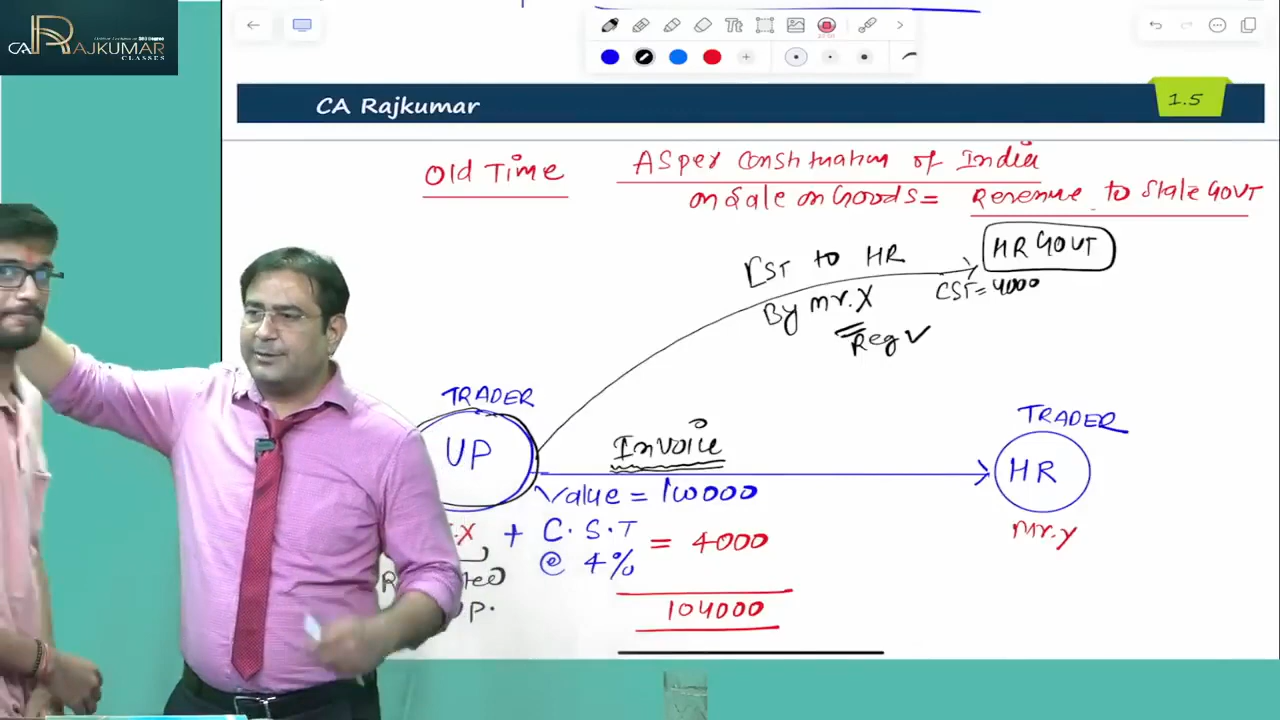 CA RAJKUMAR
CLASSES
Tt
CA Rajkumar
1.5
Old Time
As per Constitution of India
on Sale on Goods = Revenue to State Govt
CST to HR
HR GOVT
By Mr. X
CST = 4000
Reg ✓
TRADER
TRADER
UP
Invoice
HR
Value = 100000
.X
+ C.S.T = 4000
@ 4%
Mr. Y
104000